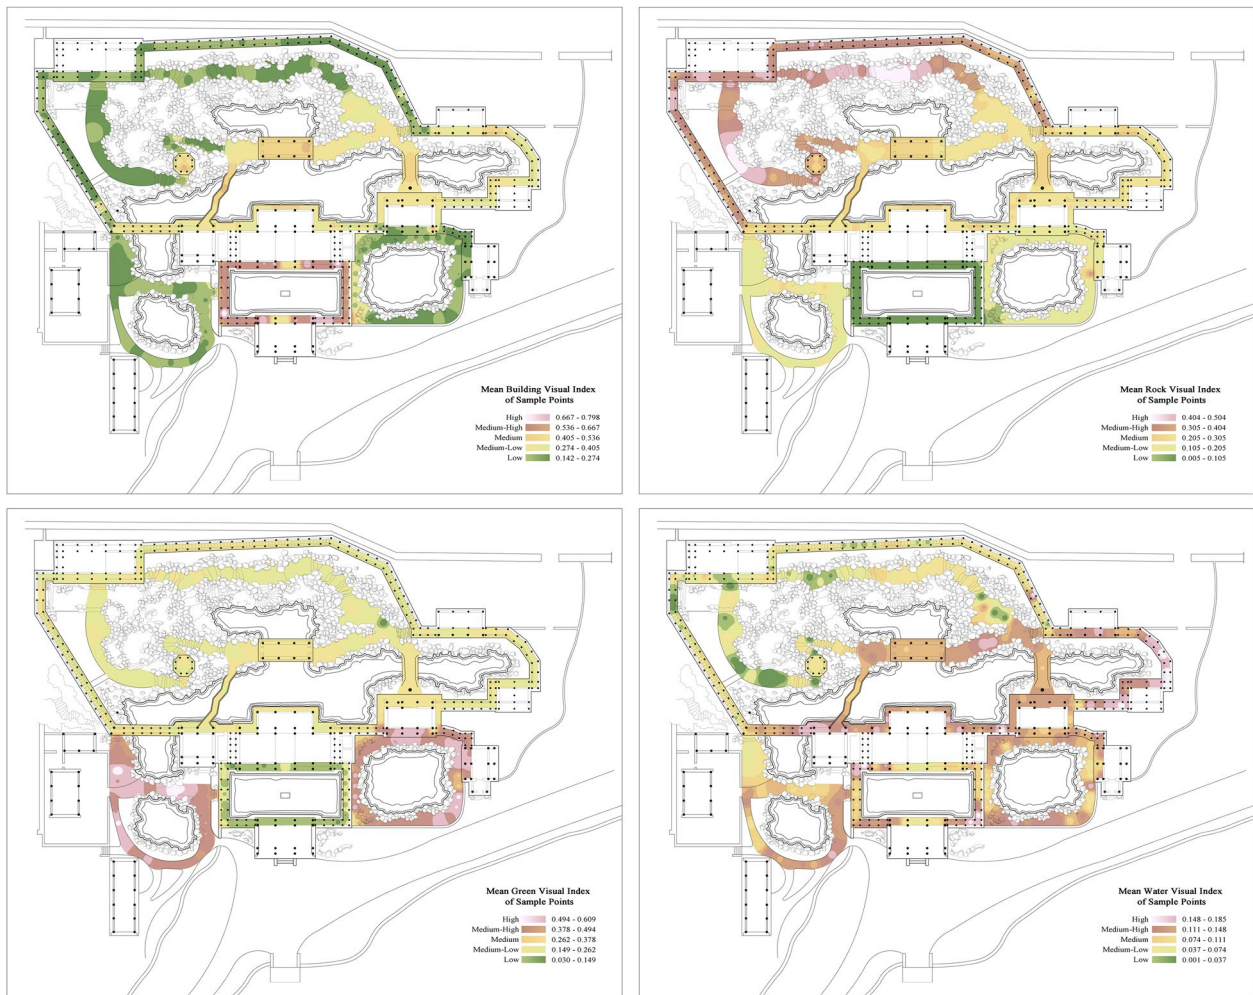 Mean Building Visual Index
of Sample Points
High 0.667 - 0.798
Medium-High 0.536 - 0.667
Medium 0.405 - 0.536
Medium-Low 0.274 - 0.405
Low 0.142 - 0.274
Mean Rock Visual Index
of Sample Points
High 0.404 - 0.504
Medium-High 0.305 - 0.404
Medium 0.205 - 0.305
Medium-Low 0.105 - 0.205
Low 0.005 - 0.105
Mean Green Visual Index
of Sample Points
High 0.494 - 0.609
Medium-High 0.378 - 0.494
Medium 0.262 - 0.378
Medium-Low 0.149 - 0.262
Low 0.030 - 0.149
Mean Water Visual Index
of Sample Points
High 0.148 - 0.185
Medium-High 0.111 - 0.148
Medium 0.074 - 0.111
Medium-Low 0.037 - 0.074
Low 0.001 - 0.037